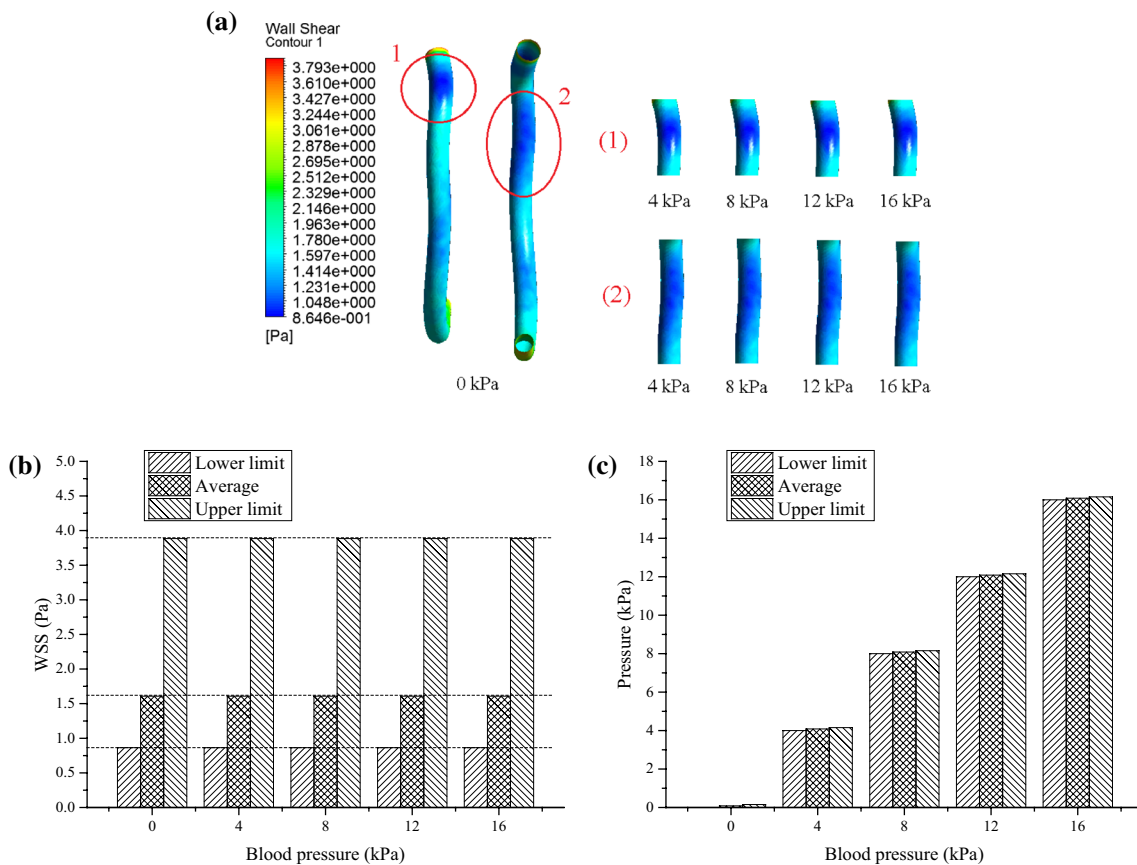 (a)
Wall Shear
Contour 1
3.793e+000
3.610e+000
3.427e+000
3.244e+000
3.061e+000
2.878e+000
2.695e+000
2.512e+000
2.329e+000
2.146e+000
1.963e+000
1.780e+000
1.597e+000
1.414e+000
1.231e+000
1.048e+000
8.646e-001
[Pa]
1
2
0 kPa
(1)
4 kPa 8 kPa 12 kPa 16 kPa
(2)
4 kPa 8 kPa 12 kPa 16 kPa
(b)
Lower limit
Average
Upper limit
5.0
4.5
4.0
3.5
3.0
2.5
2.0
1.5
1.0
0.5
0.0
WSS (Pa)
0 4 8 12 16
Blood pressure (kPa)
(c)
Lower limit
Average
Upper limit
18
16
14
12
10
8
6
4
2
0
Pressure (kPa)
0 4 8 12 16
Blood pressure (kPa)